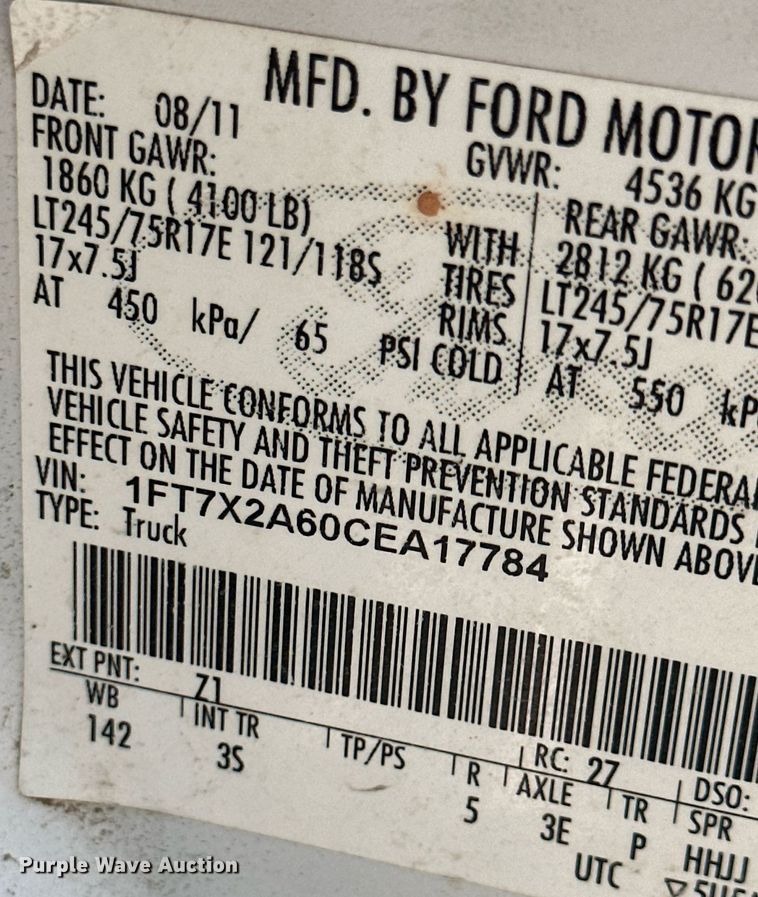 MFD. BY FORD MOTOR
DATE: 08/11
GVWR: 4536 KG
FRONT GAWR:
1860 KG ( 4100 LB)
LT245/75R17E 121/118S
17x7.5J
AT 450 kPa/ 65 PSI COLD
WITH
TIRES
RIMS
REAR GAWR:
2812 KG ( 620
LT245/75R17E
17x7.5J
AT 550
THIS VEHICLE CONFORMS TO ALL APPLICABLE FEDERAL
VEHICLE SAFETY AND THEFT PREVENTION STANDARDS
EFFECT ON THE DATE OF MANUFACTURE SHOWN ABOVE
VIN: 1FT7X2A60CEA17784
TYPE: Truck
EXT PNT: Z1
RC: 27
DSO:
WB
INT TR
TP/PS
R
AXLE
TR
SPR
142
3S
5
3E
P
HHJJ
UTC
Purple Wave Auction